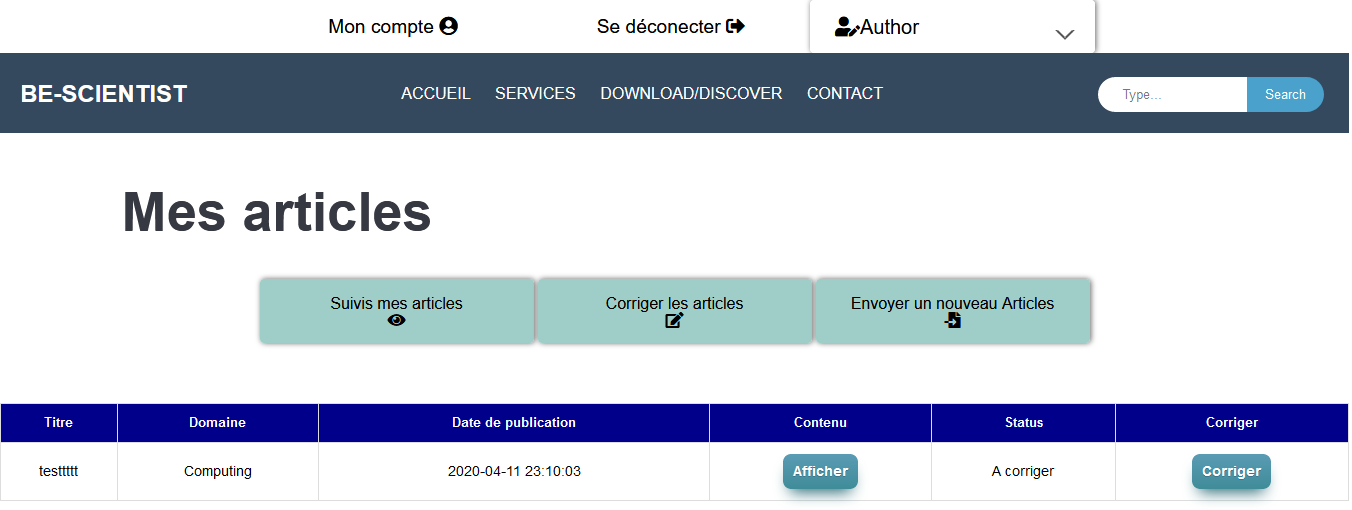 Mon compte
Se déconecter
Author
BE-SCIENTIST
ACCUEIL SERVICES DOWNLOAD/DISCOVER CONTACT
Type...
Search
Mes articles
Suivis mes articles
Corriger les articles
Envoyer un nouveau Articles
Titre Domaine Date de publication Contenu Status Corriger
testtttt Computing 2020-04-11 23:10:03 Afficher A corriger Corriger